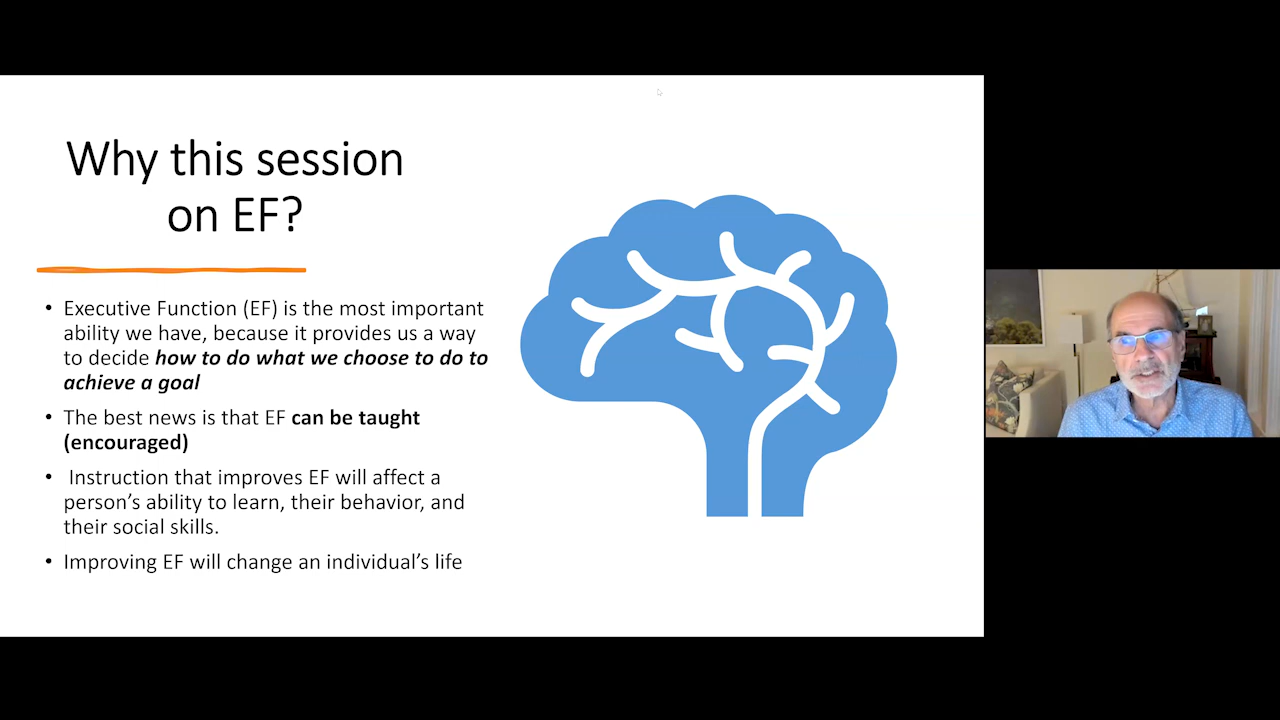 Why this session
on EF?
• Executive Function (EF) is the most important
ability we have, because it provides us a way
to decide how to do what we choose to do to
achieve a goal
• The best news is that EF can be taught
(encouraged)
• Instruction that improves EF will affect a
person’s ability to learn, their behavior, and
their social skills.
• Improving EF will change an individual’s life